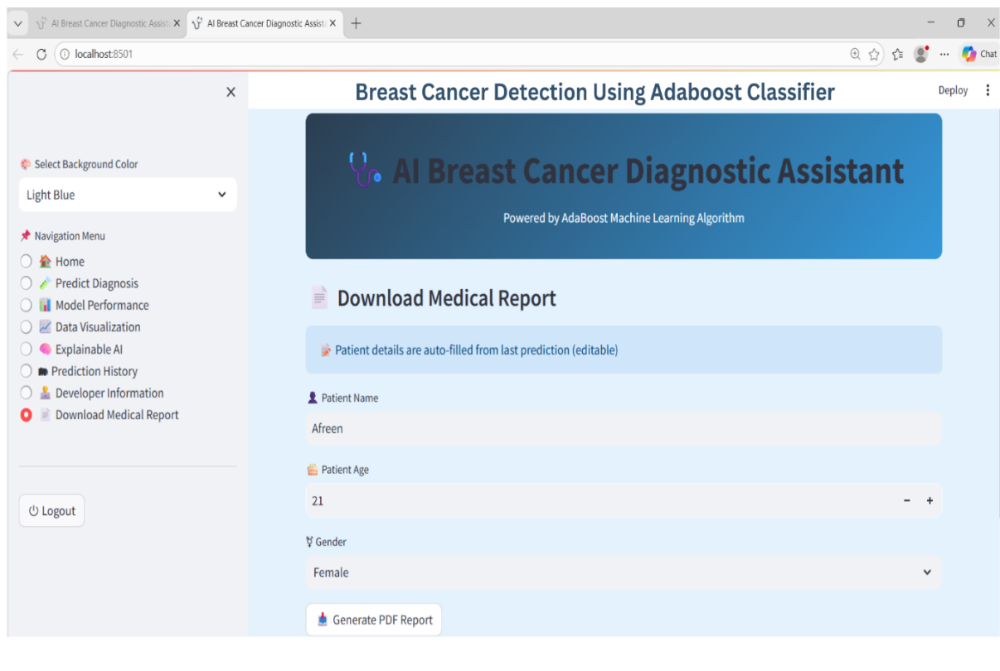 AI Breast Cancer Diagnostic Assist
AI Breast Cancer Diagnostic Assist
localhost:8501
Chat
Breast Cancer Detection Using Adaboost Classifier
Deploy
Select Background Color
Light Blue
Navigation Menu
Home
Predict Diagnosis
Model Performance
Data Visualization
Explainable AI
Prediction History
Developer Information
Download Medical Report
Logout
AI Breast Cancer Diagnostic Assistant
Powered by AdaBoost Machine Learning Algorithm
Download Medical Report
Patient details are auto-filled from last prediction (editable)
Patient Name
Afreen
Patient Age
21
Gender
Female
Generate PDF Report